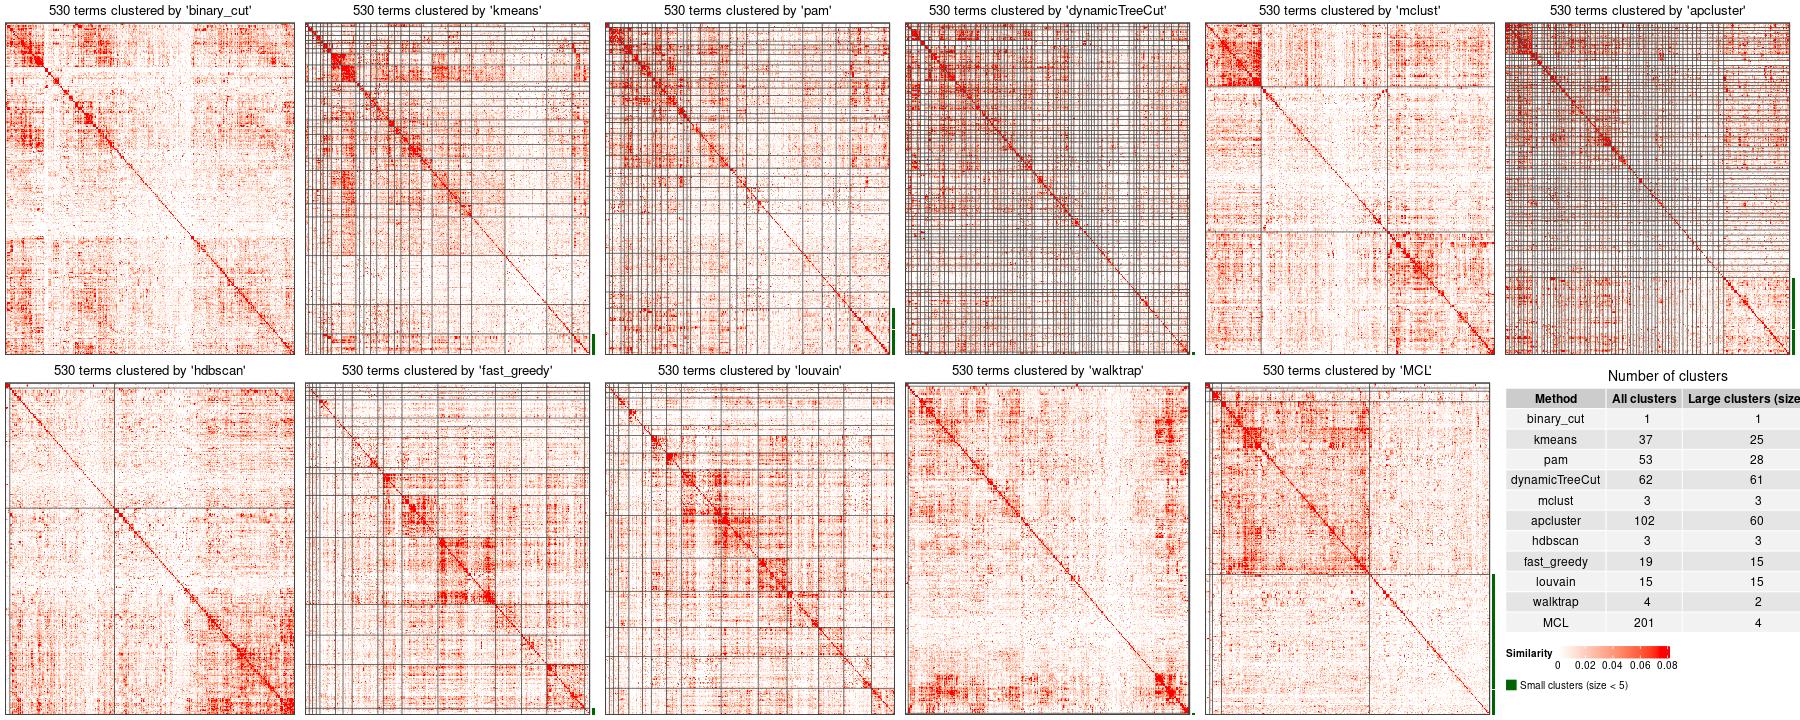 530 terms clustered by 'binary_cut'
530 terms clustered by 'kmeans'
530 terms clustered by 'pam'
530 terms clustered by 'dynamicTreeCut'
530 terms clustered by 'mclust'
530 terms clustered by 'apcluster'
530 terms clustered by 'hdbscan'
530 terms clustered by 'fast_greedy'
530 terms clustered by 'louvain'
530 terms clustered by 'walktrap'
530 terms clustered by 'MCL'
Number of clusters
Method All clusters Large clusters (size
binary_cut 1 1
kmeans 37 25
pam 53 28
dynamicTreeCut 62 61
mclust 3 3
apcluster 102 60
hdbscan 3 3
fast_greedy 19 15
louvain 15 15
walktrap 4 2
MCL 201 4
Similarity
0 0.02 0.04 0.06 0.08
Small clusters (size < 5)